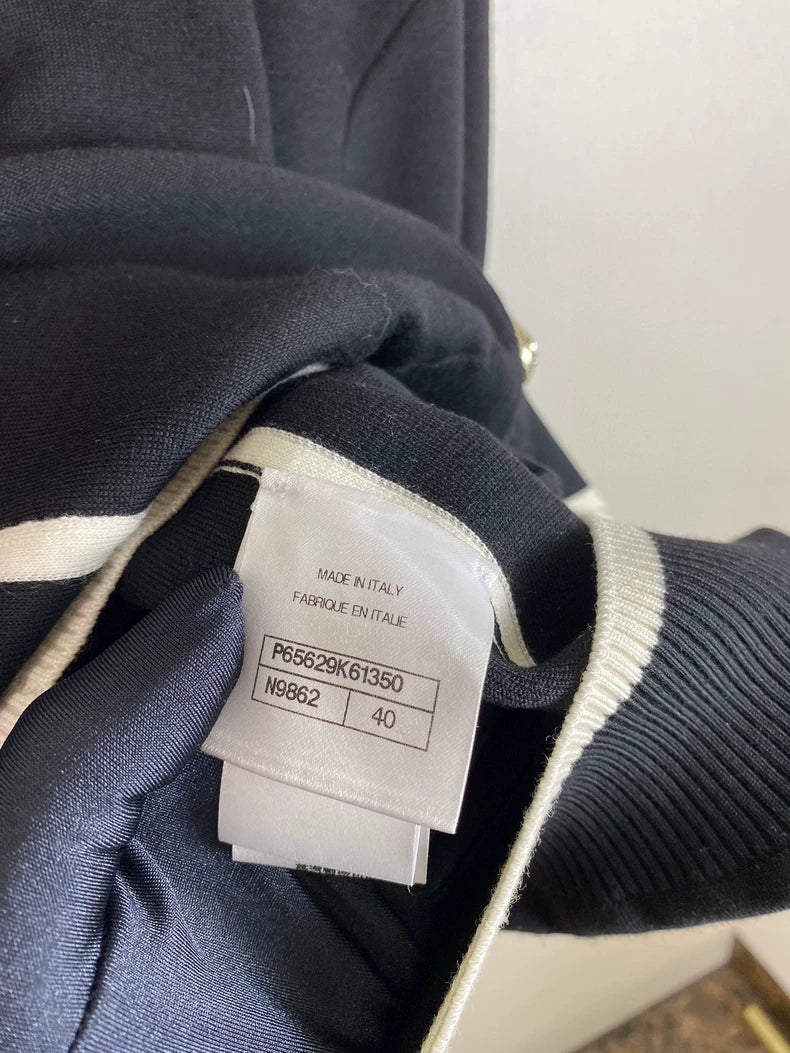 MADE IN ITALY
FABRIQUE EN ITALIE
P65629K61350
N9862 40